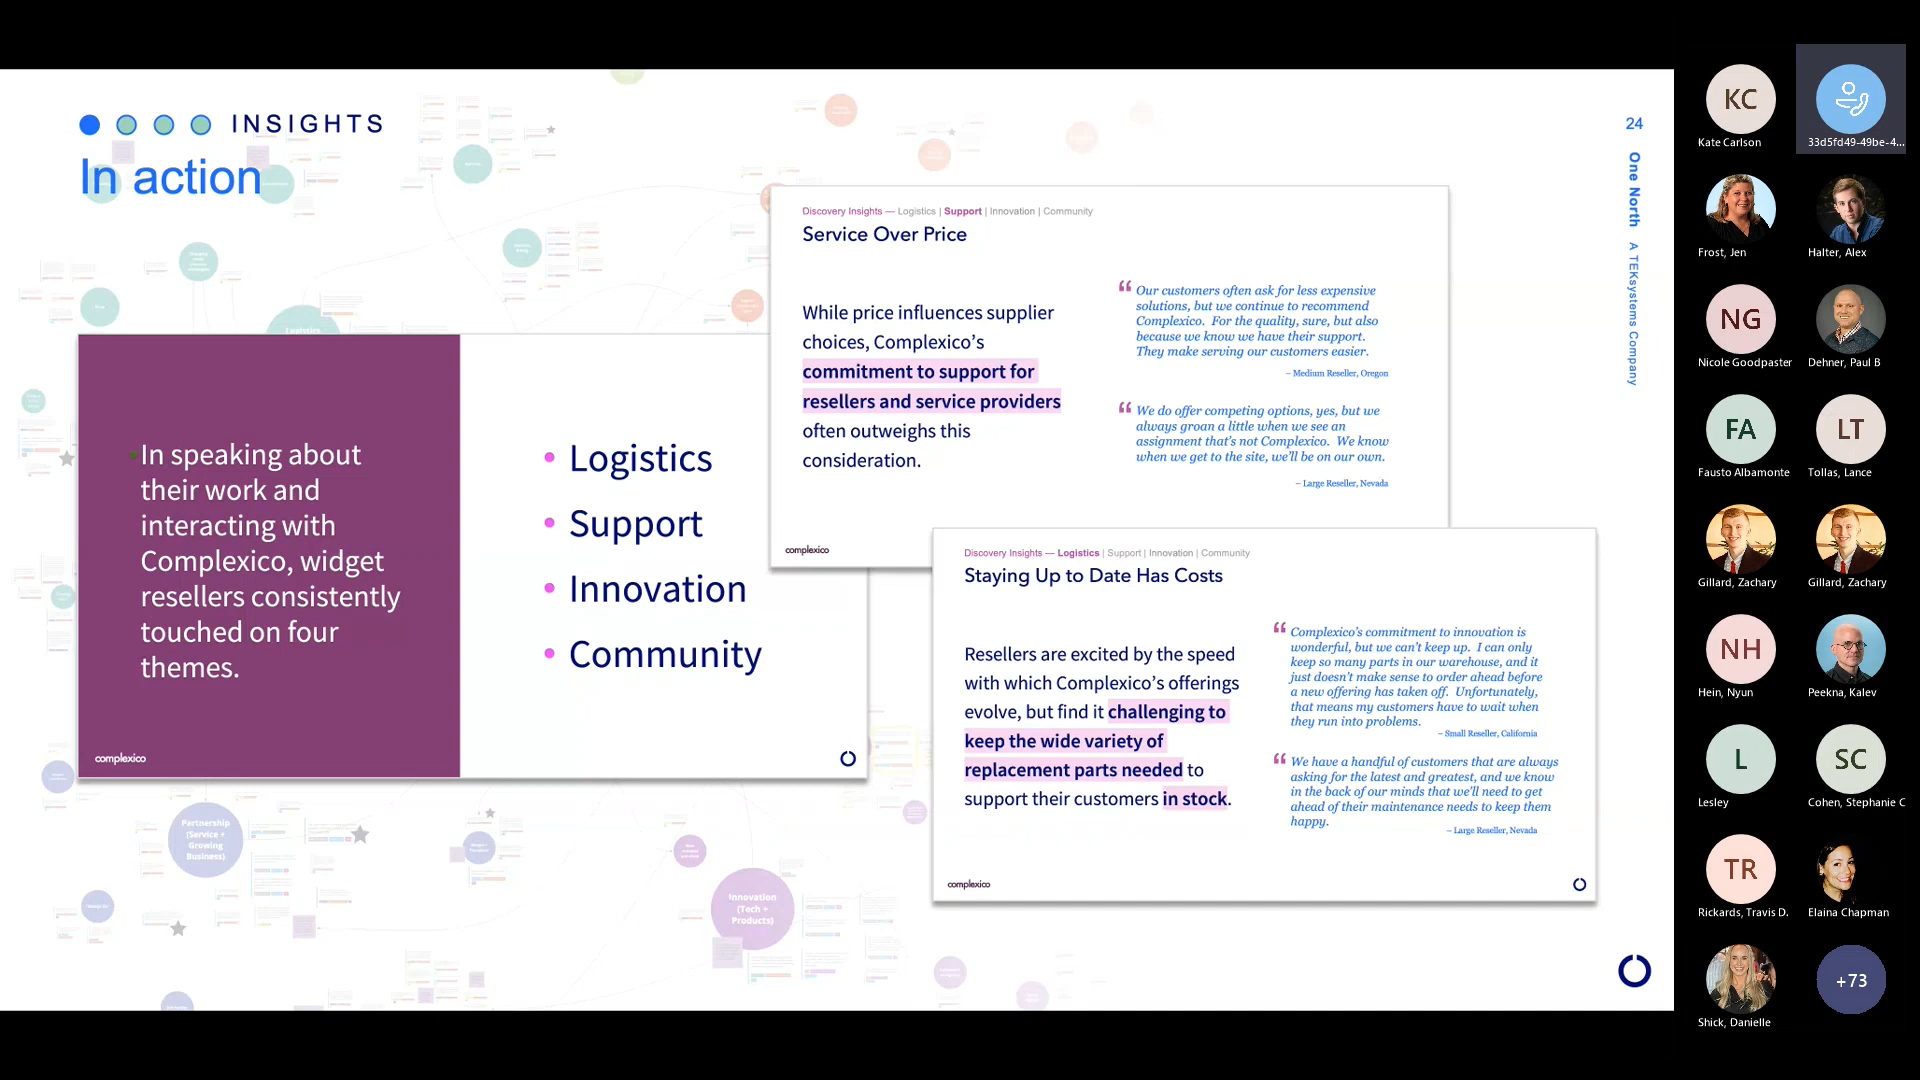 INSIGHTS
In action
24
One North A TEKsystems Company
In speaking about
their work and
interacting with
Complexico, widget
resellers consistently
touched on four
themes.
complexico
• Logistics
• Support
• Innovation
• Community
Discovery Insights — Logistics | Support | Innovation | Community
Service Over Price
While price influences supplier
choices, Complexico’s
commitment to support for
resellers and service providers
often outweighs this
consideration.
“ Our customers often ask for less expensive
solutions, but we continue to recommend
Complexico. For the quality, sure, but also
because we know we have their support.
They make serving our customers easier.
– Medium Reseller, Oregon
“ We do offer competing options, yes, but we
always groan a little when we see an
assignment that’s not Complexico. We know
when we get to the site, we’ll be on our own.
– Large Reseller, Nevada
complexico
Discovery Insights — Logistics | Support | Innovation | Community
Staying Up to Date Has Costs
Resellers are excited by the speed
with which Complexico’s offerings
evolve, but find it challenging to
keep the wide variety of
replacement parts needed to
support their customers in stock.
“ Complexico’s commitment to innovation is
wonderful, but we can’t keep up. I can only
keep so many parts in our warehouse, and it
just doesn’t make sense to order ahead before
a new offering has taken off. Unfortunately,
that means my customers have to wait when
they run into problems.
– Small Reseller, California
“ We have a handful of customers that are always
asking for the latest and greatest, and we know
in the back of our minds that we’ll need to get
ahead of their maintenance needs to keep them
happy.
– Large Reseller, Nevada
complexico
Partnership
(Service +
Growing
Business)
Innovation
(Tech +
Products)
KC
Kate Carlson
33d5fd49-49be-4...
Frost, Jen
Halter, Alex
NG
Nicole Goodpaster
Dehner, Paul B
FA
Fausto Albamonte
LT
Tollas, Lance
Gillard, Zachary
Gillard, Zachary
NH
Hein, Nyun
Peekna, Kalev
L
Lesley
SC
Cohen, Stephanie C
TR
Rickards, Travis D.
Elaina Chapman
Shick, Danielle
+73